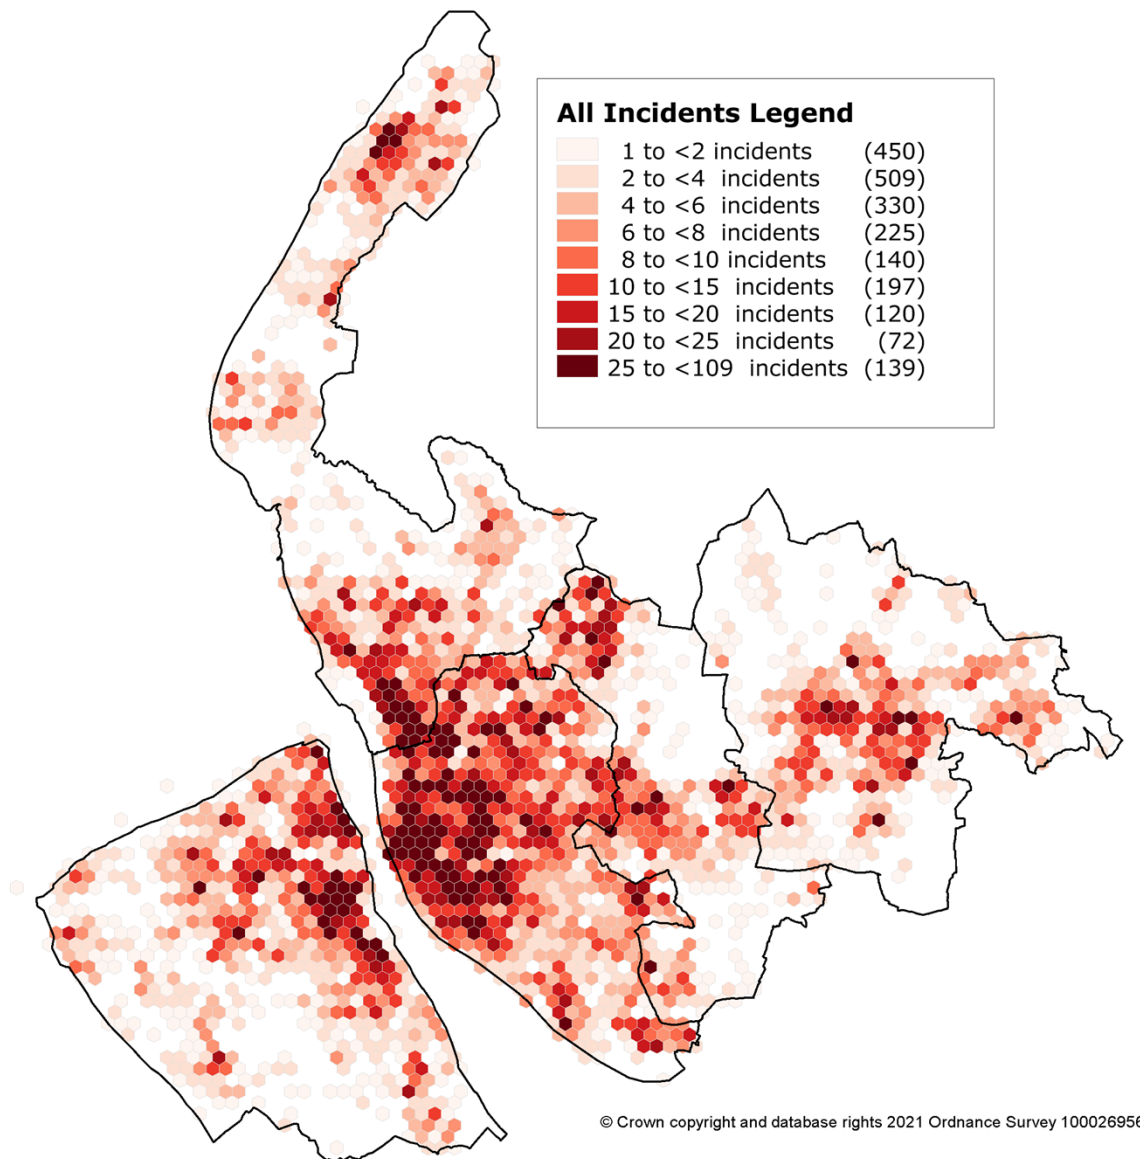 All Incidents Legend
1 to <2 incidents (450)
2 to <4 incidents (509)
4 to <6 incidents (330)
6 to <8 incidents (225)
8 to <10 incidents (140)
10 to <15 incidents (197)
15 to <20 incidents (120)
20 to <25 incidents (72)
25 to <109 incidents (139)
© Crown copyright and database rights 2021 Ordnance Survey 100026956